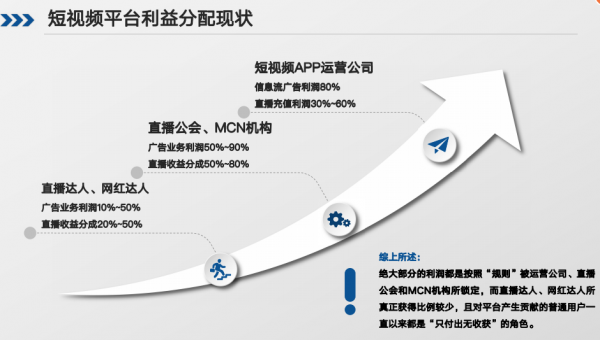 短视频平台利益分配现状
短视频APP运营公司
信息流广告利润80%
直播充值利润30%~60%
直播公会、MCN机构
广告业务利润50%~90%
直播收益分成50%~80%
直播达人、网红达人
广告业务利润10%~50%
直播收益分成20%~50%
综上所述：
绝大部分的利润都是按照“规则”被运营公司、直播
公会和MCN机构所锁定，而直播达人、网红达人所
真正获得比例较少，且对平台产生贡献的普通用户一
直以来都是“只付出无收获”的角色。